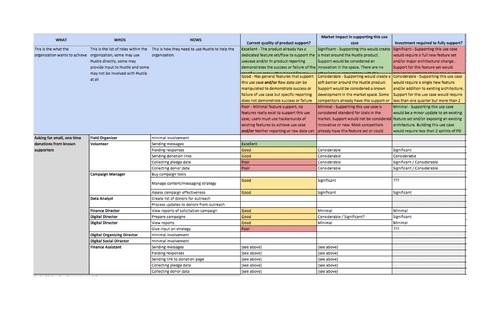 WHAT
WHOS
HOWS
Current quality of product support?
Market impact in supporting this use
case
Investment required to fully support?
This is the what the
organization wants to achieve
This is the list of roles within the
organization; some may use
Hustle directly, some may
provide input to Hustle and some
may not be involved with Hustle
at all
This is how they need to use Hustle to help the
organization.
Excellent - The product already has a
dedicated feature set/flow to support the
usecase and/or in product reporting
demonstrates the success or failure of the
Significant - Supporting this would create
a moat around the Hustle product.
Support would be considered an
innovation in the space. There are no
Significant - Supporting this use case
would require a full new feature set
and/or major architecture change.
Support for this feature set would
Good - Has general features that support
this use case and/or Raw data can be
manipulated to demonstrate success or
failure of use case but specific reporting
does not demonstrate success or failure
Considerable - Supporting would create a
soft barrier around the Hustle product.
Support would be considered a
development in the market space. Some
competitors already have this support or
Considerable - Supporting this use case
would require a single new feature
and/or addition to existing architecture.
Support for this use would require
less than one quarter but more than 2
Poor - Minimal feature support, no
features really exist to support this use
case; users must use hacks/rounds of
existing features to achieve use case
and/or Neither reporting or raw data can
Minimal - Supporting this use case is
considered standard for tools in the
market. Support would not be considered
innovative or new. Most competitors
already have this feature set or could
Minimal - Supporting this use case would
be a minor update to an existing
feature set and/or exposing an existing
architecture. Building this use case
would require less than 2 sprints of PD
Asking for small, one time
donations from known
supporters
Field Organizer
minimal involvement
Volunteer
Sending messages
Excellent
Fielding responses
Good
Considerable
Significant
Sending donation links
Good
Considerable
Considerable
Collecting pledge data
Poor
Considerable
Significant / Considerable
Collecting donor data
Poor
Considerable
Significant / Considerable
Campaign Manager
Buy campaign tools
Manage content/messaging strategy
Good
Significant
???
Assess campaign effectiveness
Good
Significant
Significant
Data Analyst
Create list of donors for outreach
Process updates to donors from outreach
Finance Director
View reports of solicitation campaign
Good
Minimal
Minimal
Digital Director
Prepare campaigns
Good
Considerable / Significant?
Significant
Digital Director
View reports
Good
Minimal
Minimal
Give input on strategy
Poor
???
Digital Organizing Director
minimal involvement
Digital Social Director
minimal involvement
Finance Assistant
Sending messages
(see above)
(see above)
(see above)
Fielding responses
(see above)
(see above)
(see above)
Sending link to donation page
(see above)
(see above)
(see above)
Collecting pledge data
(see above)
(see above)
(see above)
Collecting donor data
(see above)
(see above)
(see above)